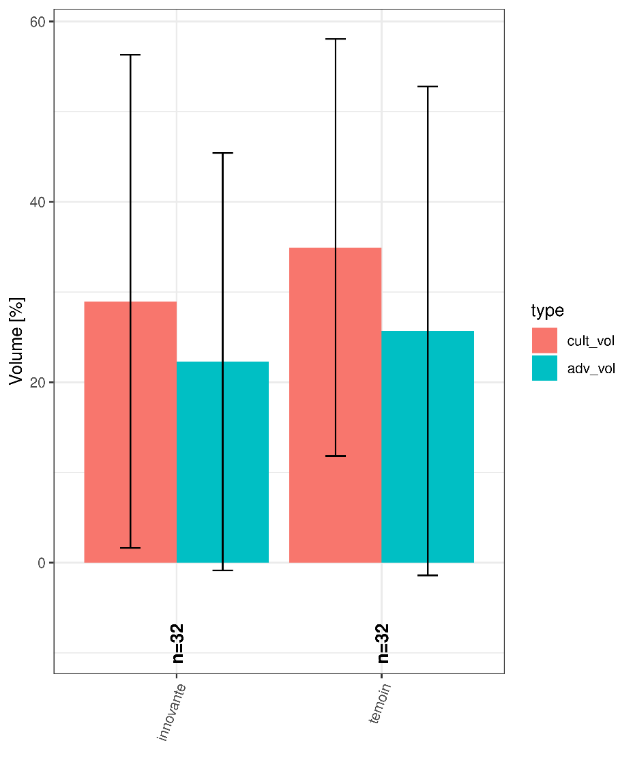 Volume [%]
60
40
20
0
n=32
n=32
innovante
temoin
type
cult_vol
adv_vol